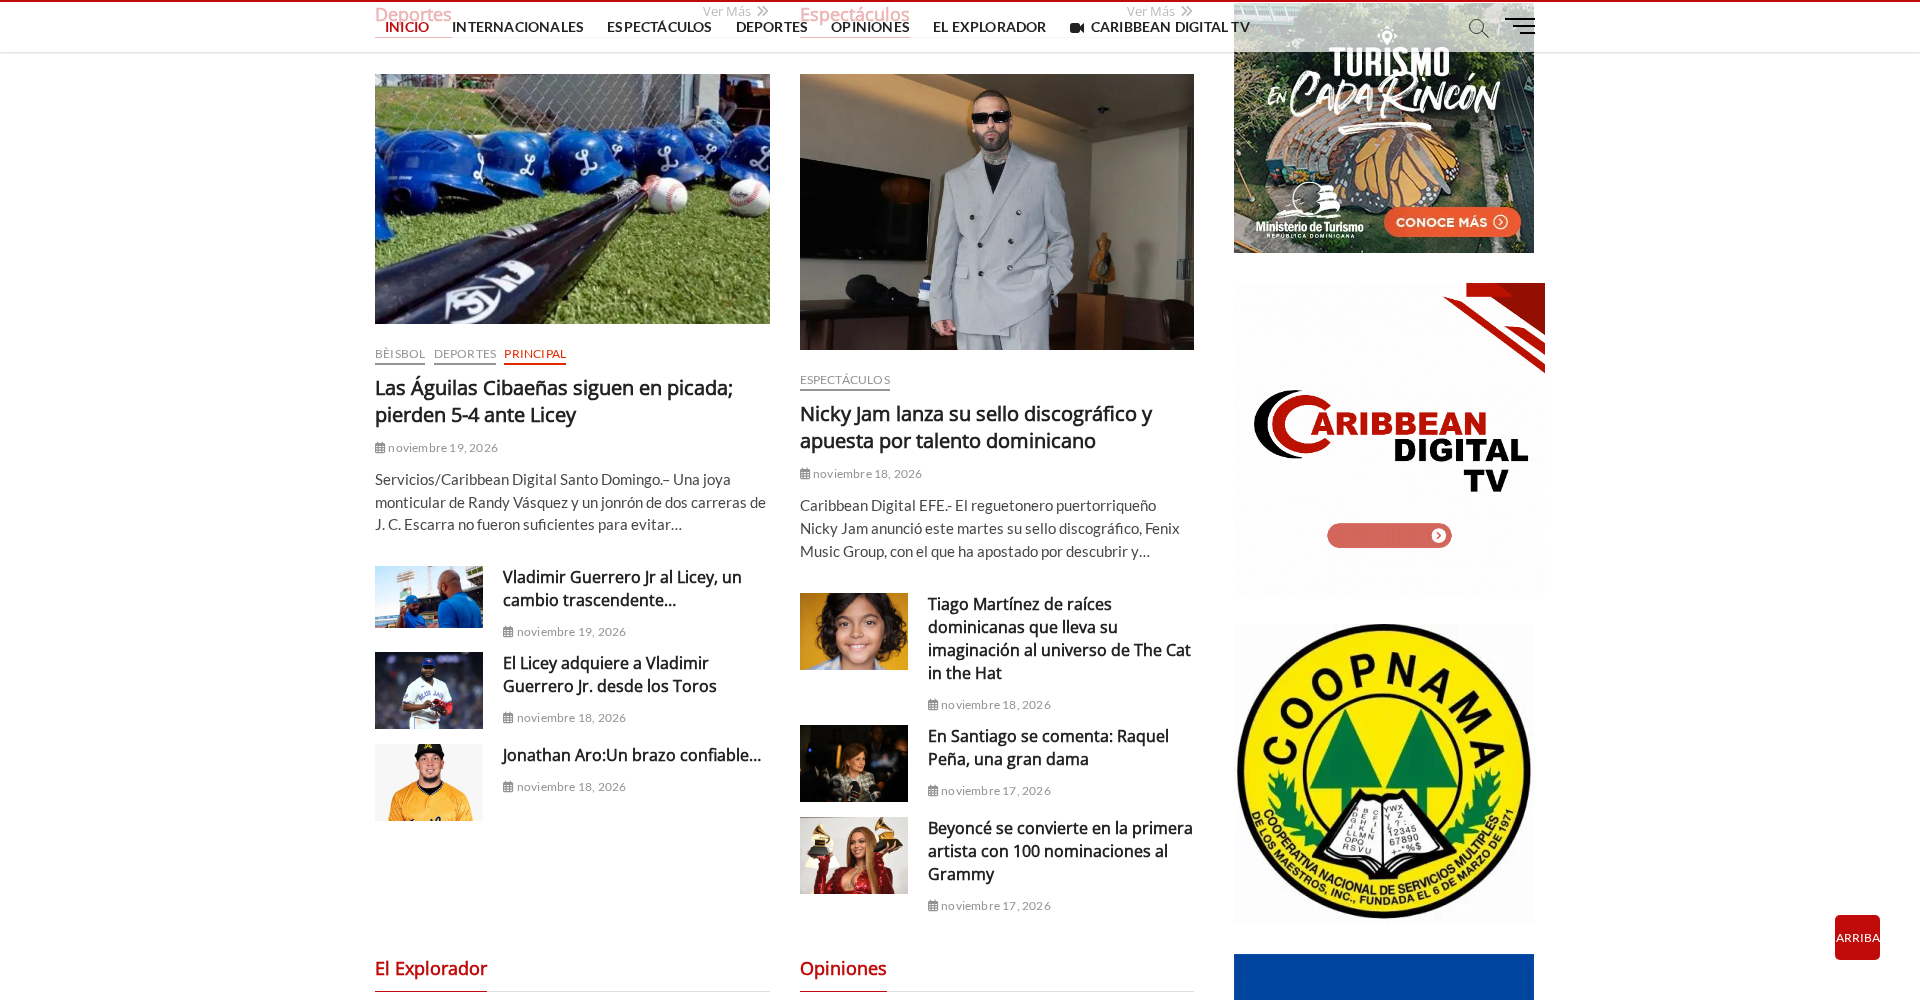 Deportes
Ver Más
Espectáculos
Ver Más
INICIO INTERNACIONALES ESPECTÁCULOS DEPORTES OPINIONES EL EXPLORADOR CARIBBEAN DIGITAL TV
BÈISBOL DEPORTES PRINCIPAL
Las Águilas Cibaeñas siguen en picada;
pierden 5-4 ante Licey
noviembre 19, 2026
Servicios/Caribbean Digital Santo Domingo.– Una joya
monticular de Randy Vásquez y un jonrón de dos carreras de
J. C. Escarra no fueron suficientes para evitar…
Vladimir Guerrero Jr al Licey, un
cambio trascendente…
noviembre 19, 2026
El Licey adquiere a Vladimir
Guerrero Jr. desde los Toros
noviembre 18, 2026
Jonathan Aro:Un brazo confiable…
noviembre 18, 2026
ESPECTÁCULOS
Nicky Jam lanza su sello discográfico y
apuesta por talento dominicano
noviembre 18, 2026
Caribbean Digital EFE.- El reguetonero puertorriqueño
Nicky Jam anunció este martes su sello discográfico, Fenix
Music Group, con el que ha apostado por descubrir y…
Tiago Martínez de raíces
dominicanas que lleva su
imaginación al universo de The Cat
in the Hat
noviembre 18, 2026
En Santiago se comenta: Raquel
Peña, una gran dama
noviembre 17, 2026
Beyoncé se convierte en la primera
artista con 100 nominaciones al
Grammy
noviembre 17, 2026
El Explorador
Opiniones
TURISMO
EN CADA RINCÓN
Ministerio de Turismo
REPÚBLICA DOMINICANA
CONOCE MÁS
CARIBBEAN
DIGITAL
TV
COOPNAMA
COOPERATIVA NACIONAL DE SERVICIOS MULTIPLES
DE LOS MAESTROS, INC., FUNDADA EL 6 DE MARZO DE 1971
ARRIBA